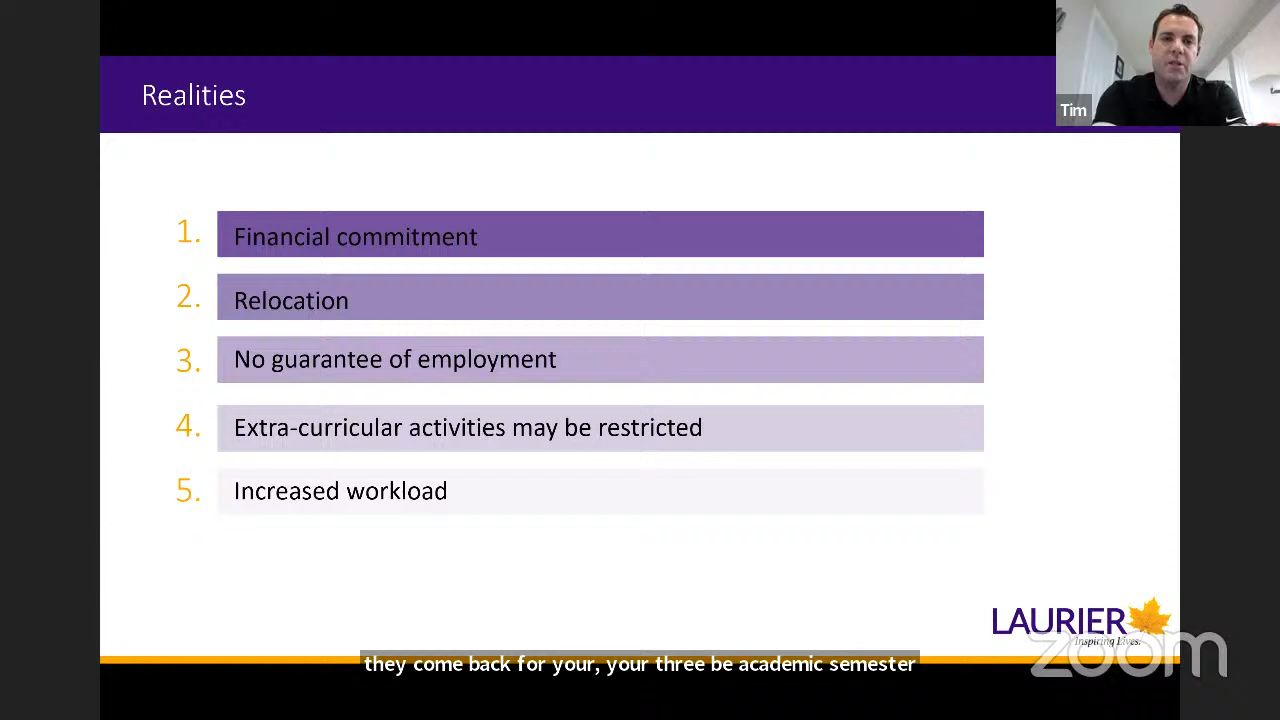 Realities
Tim
1. Financial commitment
2. Relocation
3. No guarantee of employment
4. Extra-curricular activities may be restricted
5. Increased workload
LAURIER
Inspiring Lives.
zoom
they come back for your, your three be academic semester